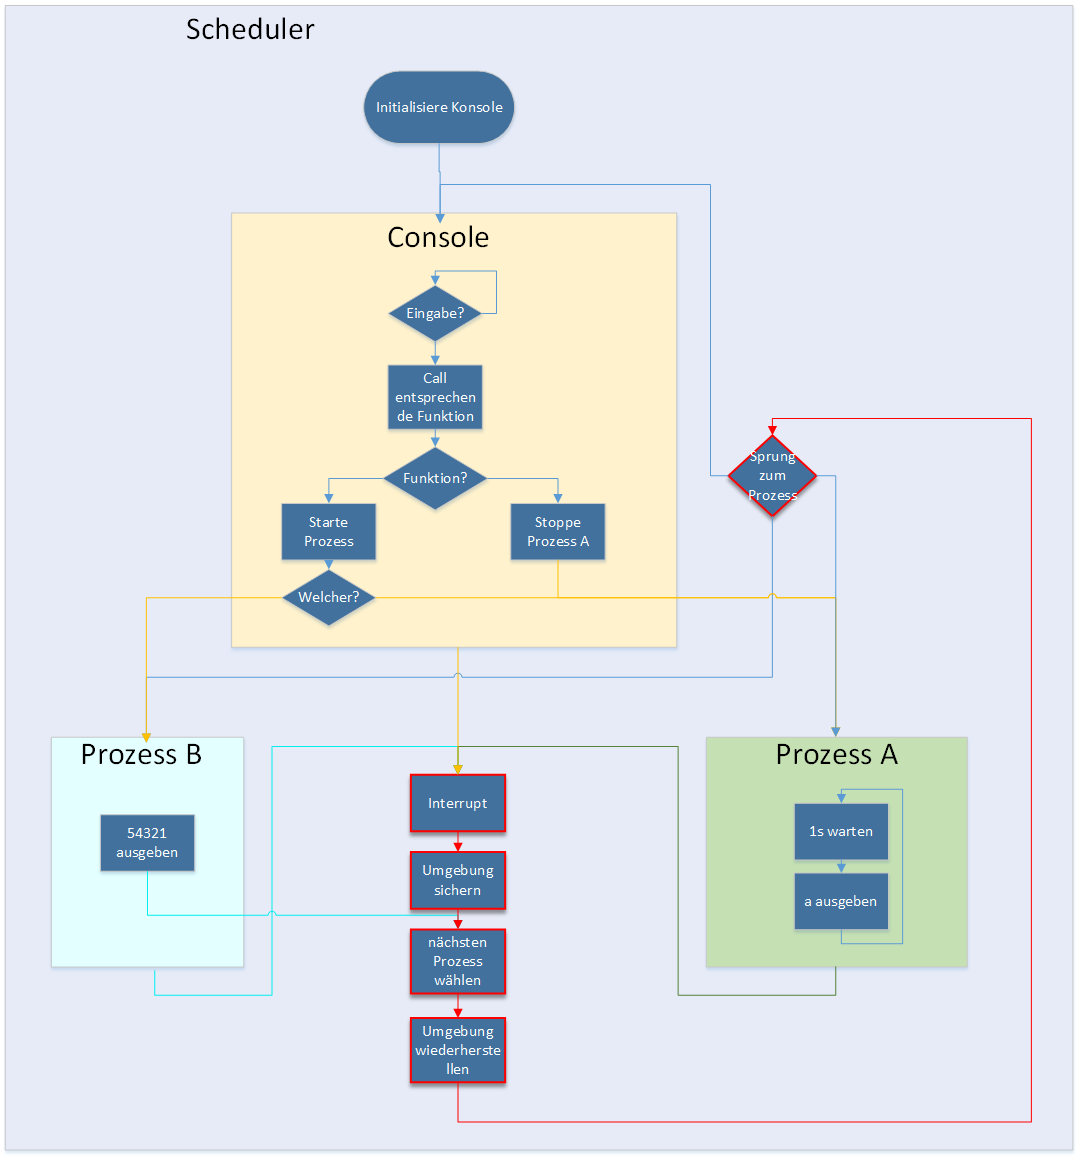 Scheduler
Initialisiere Konsole
Console
Eingabe?
Call
entsprechen
de Funktion
Funktion?
Sprung
zum
Prozess
Starte
Prozess
Stoppe
Prozess A
Welcher?
Prozess B
54321
ausgeben
Interrupt
Umgebung
sichern
nächsten
Prozess
wählen
Umgebung
wiederherste
llen
Prozess A
1s warten
a ausgeben